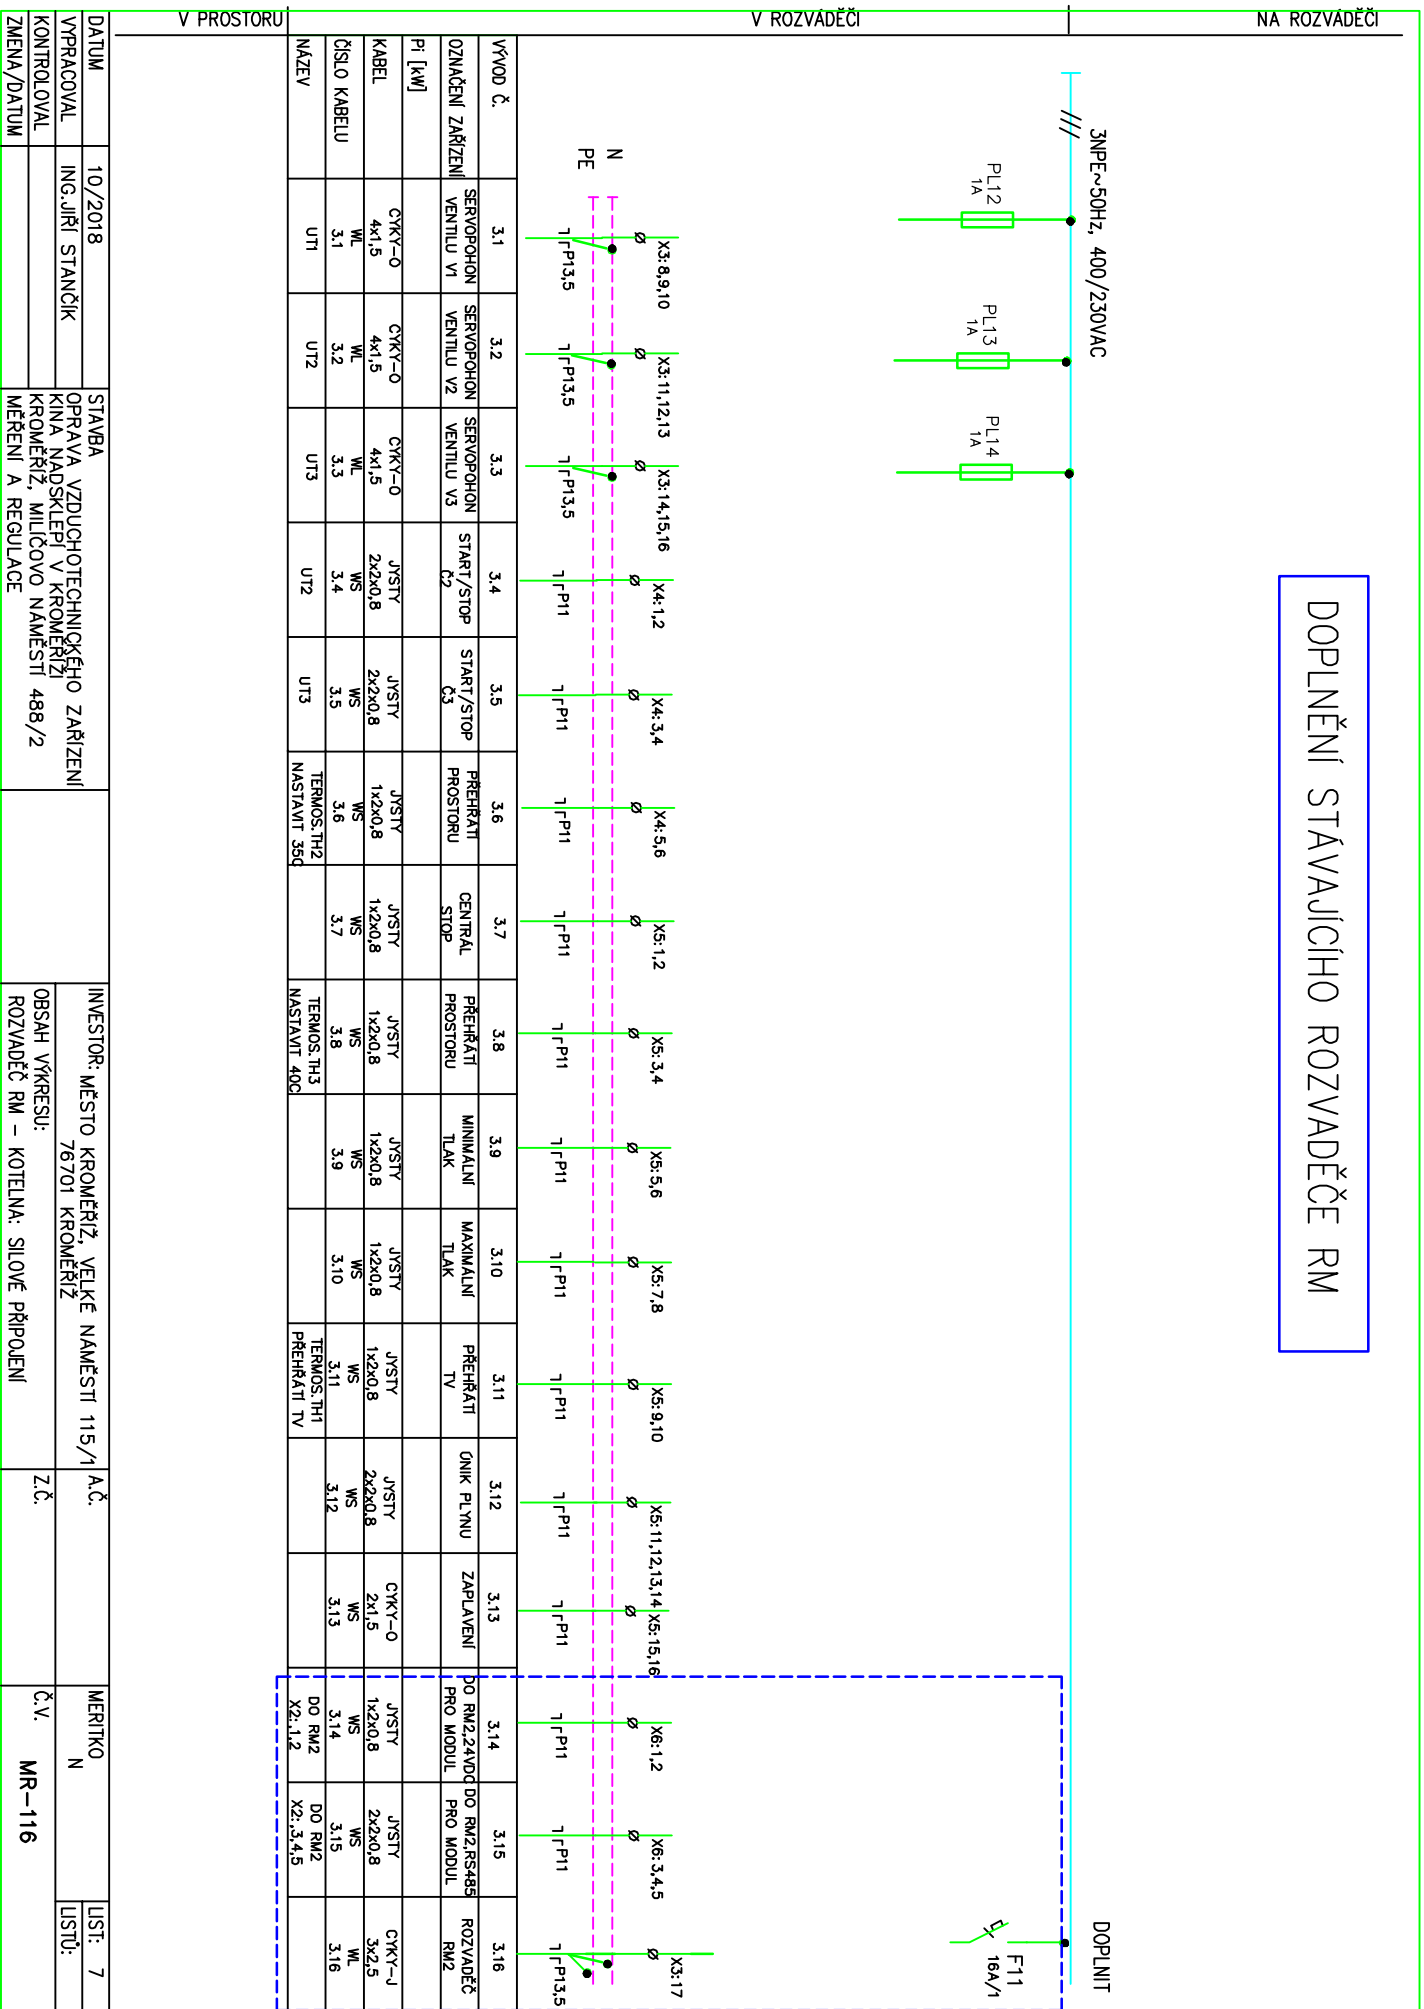 DOPLNĚNÍ STÁVAJÍCÍHO ROZVADĚČE RM
NA ROZVÁDĚČI
V ROZVÁDĚČI
V PROSTORU
3NPE~50Hz, 400/230VAC
DOPLNIT
PL12
1A
PL13
1A
PL14
1A
F11
16A/1
X3:8,9,10
X3:11,12,13
X3:14,15,16
X4:1,2
X4:3,4
X4:5,6
X5:1,2
X5:3,4
X5:5,6
X5:7,8
X5:9,10
X5:11,12,13,14
X5:15,16
X6:1,2
X6:3,4,5
X3:17
N
PE
P13,5
P13,5
P13,5
P11
P11
P11
P11
P11
P11
P11
P11
P11
P11
P11
P11
P13,5
VÝVOD Č.
3.1
3.2
3.3
3.4
3.5
3.6
3.7
3.8
3.9
3.10
3.11
3.12
3.13
3.14
3.15
3.16
OZNAČENÍ ZAŘÍZENÍ
SERVOPOHON
VENTILU V1
SERVOPOHON
VENTILU V2
SERVOPOHON
VENTILU V3
START/STOP
Č2
START/STOP
Č3
PŘEHŘÁTÍ
PROSTORU
CENTRÁL
STOP
PŘEHŘÁTÍ
PROSTORU
MINIMÁLNÍ
TLAK
MAXIMÁLNÍ
TLAK
PŘEHŘÁTÍ
TV
ÚNIK PLYNU
ZAPLAVENÍ
DO RM2,24VDC
PRO MODUL
DO RM2,RS485
PRO MODUL
ROZVADĚČ
RM2
Pi [kW]
KABEL
CYKY-O
4x1,5
CYKY-O
4x1,5
CYKY-O
4x1,5
JYSTY
2x2x0,8
JYSTY
2x2x0,8
JYSTY
1x2x0,8
JYSTY
1x2x0,8
JYSTY
1x2x0,8
JYSTY
1x2x0,8
JYSTY
1x2x0,8
JYSTY
1x2x0,8
JYSTY
2x2x0,8
CYKY-O
2x1,5
JYSTY
1x2x0,8
JYSTY
2x2x0,8
CYKY-J
3x2,5
ČÍSLO KABELU
WL
3.1
WL
3.2
WL
3.3
WS
3.4
WS
3.5
WS
3.6
WS
3.7
WS
3.8
WS
3.9
WS
3.10
WS
3.11
WS
3.12
WS
3.13
WS
3.14
WS
3.15
WL
3.16
NÁZEV
UT1
UT2
UT3
UT2
UT3
TERMOS.TH2
NASTAVIT 35C
TERMOS.TH3
NASTAVIT 40C
TERMOS.TH1
PŘEHŘÁTÍ TV
DO RM2
X2:,1,2
DO RM2
X2:,3,4,5
DATUM 10/2018
VYPRACOVAL ING.JIŘÍ STANČÍK
KONTROLOVAL
ZMENA/DATUM
STAVBA
OPRAVA VZDUCHOTECHNICKÉHO ZAŘÍZENÍ
KINA NADSKLEPÍ V KROMĚŘÍŽI
KROMĚŘÍŽ, MILÍČOVO NÁMĚSTÍ 488/2
MĚŘENÍ A REGULACE
INVESTOR: MĚSTO KROMĚŘÍŽ, VELKÉ NÁMĚSTÍ 115/1
76701 KROMĚŘÍŽ
OBSAH VÝKRESU:
ROZVADĚČ RM - KOTELNA: SILOVÉ PŘIPOJENÍ
A.Č.
Z.Č.
MERITKO
N
Č.V. MR-116
LIST: 7
LISTŮ: